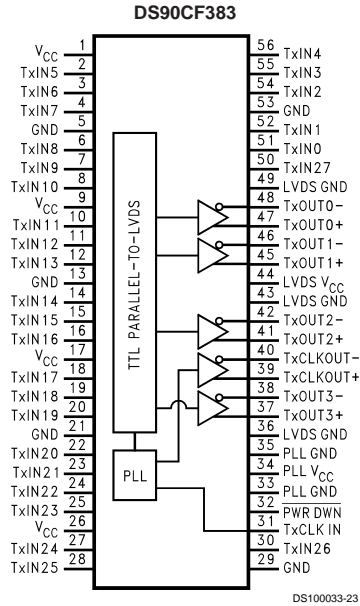 DS90CF383
VCC 1
TxIN5 2
TxIN6 3
TxIN7 4
GND 5
TxIN8 6
TxIN9 7
TxIN10 8
VCC 9
TxIN11 10
TxIN12 11
TxIN13 12
GND 13
TxIN14 14
TxIN15 15
TxIN16 16
VCC 17
TxIN17 18
TxIN18 19
TxIN19 20
GND 21
TxIN20 22
TxIN21 23
TxIN22 24
TxIN23 25
VCC 26
TxIN24 27
TxIN25 28
TTL PARALLEL-TO-LVDS
PLL
56 TxIN4
55 TxIN3
54 TxIN2
53 GND
52 TxIN1
51 TxIN0
50 TxIN27
49 LVDS GND
48 TxOUT0-
47 TxOUT0+
46 TxOUT1-
45 TxOUT1+
44 LVDS VCC
43 LVDS GND
42 TxOUT2-
41 TxOUT2+
40 TxCLKOUT-
39 TxCLKOUT+
38 TxOUT3-
37 TxOUT3+
36 LVDS GND
35 PLL GND
34 PLL VCC
33 PLL GND
32 PWR DWN
31 TxCLK IN
30 TxIN26
29 GND
DS100033-23